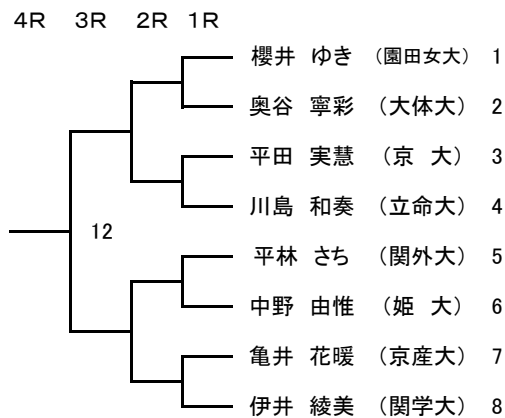 4R 3R 2R 1R
櫻井 ゆき (園田女大) 1
奥谷 寧彩 (大体大) 2
平田 実慧 (京 大) 3
川島 和奏 (立命大) 4
12
平林 さち (関外大) 5
中野 由惟 (姫 大) 6
亀井 花暖 (京産大) 7
伊井 綾美 (関学大) 8